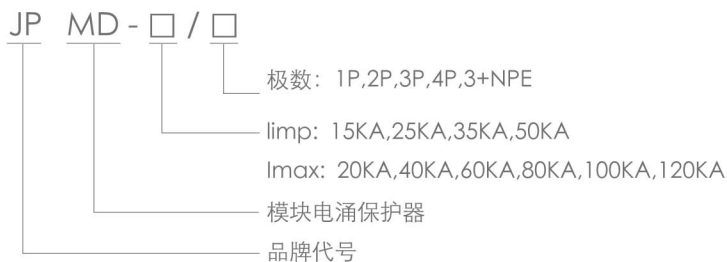 JP MD - □ / □
极数：1P,2P,3P,4P,3+NPE
Iimp: 15KA,25KA,35KA,50KA
Imax: 20KA,40KA,60KA,80KA,100KA,120KA
模块电涌保护器
品牌代号